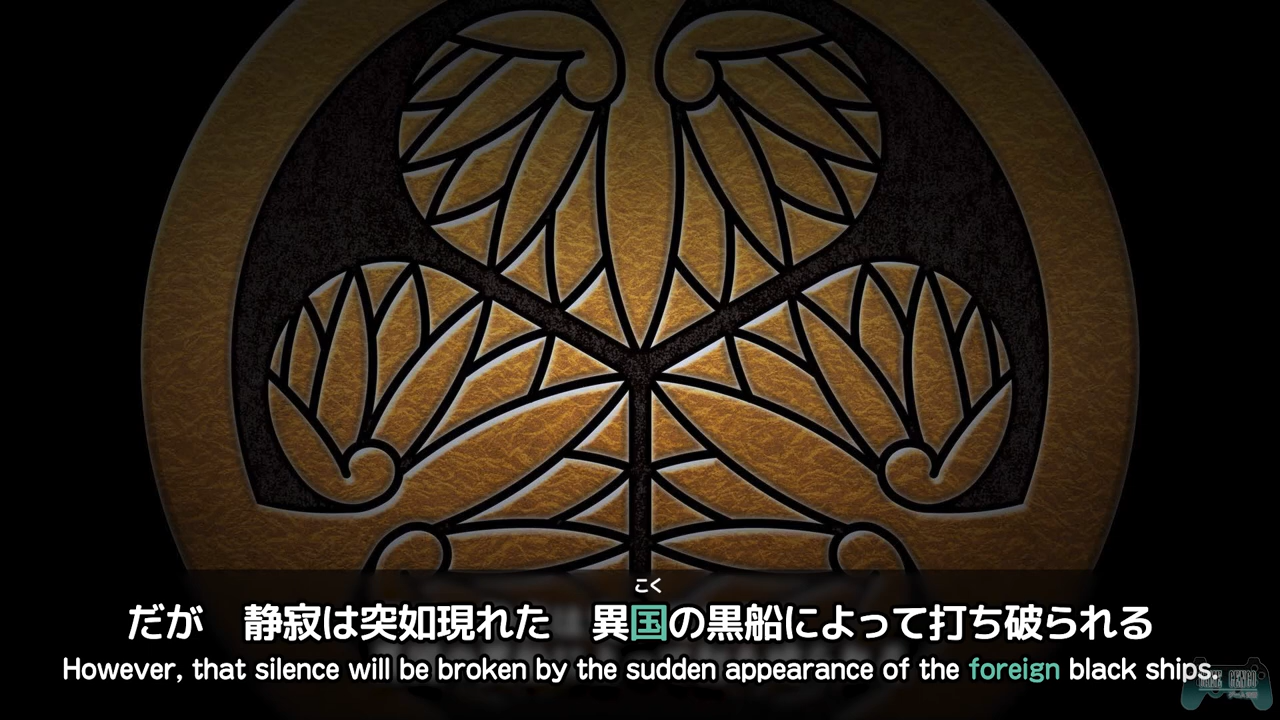 こく
だが　静寂は突如現れた　異国の黒船によって打ち破られる
However, that silence will be broken by the sudden appearance of the foreign black ships.